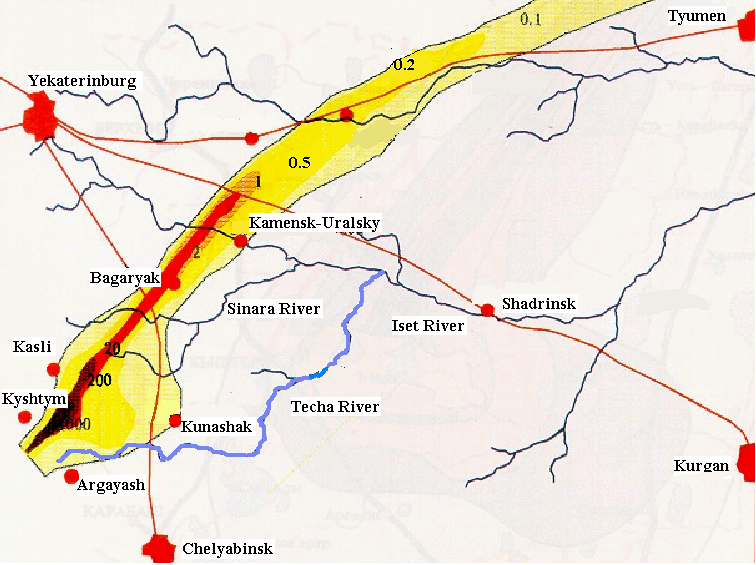 0.1
Tyumen
0.2
Yekaterinburg
0.5
1
Kamensk-Uralsky
2
Bagaryak
Sinara River
Shadrinsk
Iset River
Kasli
20
200
Kyshtym
Techa River
Kunashak
Kurgan
Argayash
Chelyabinsk